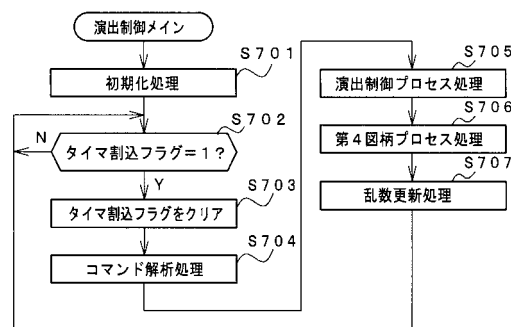 演出制御メイン
S701
初期化処理
S702
N
タイマ割込フラグ=1?
Y
S703
タイマ割込フラグをクリア
S704
コマンド解析処理
S705
演出制御プロセス処理
S706
第4図柄プロセス処理
S707
乱数更新処理